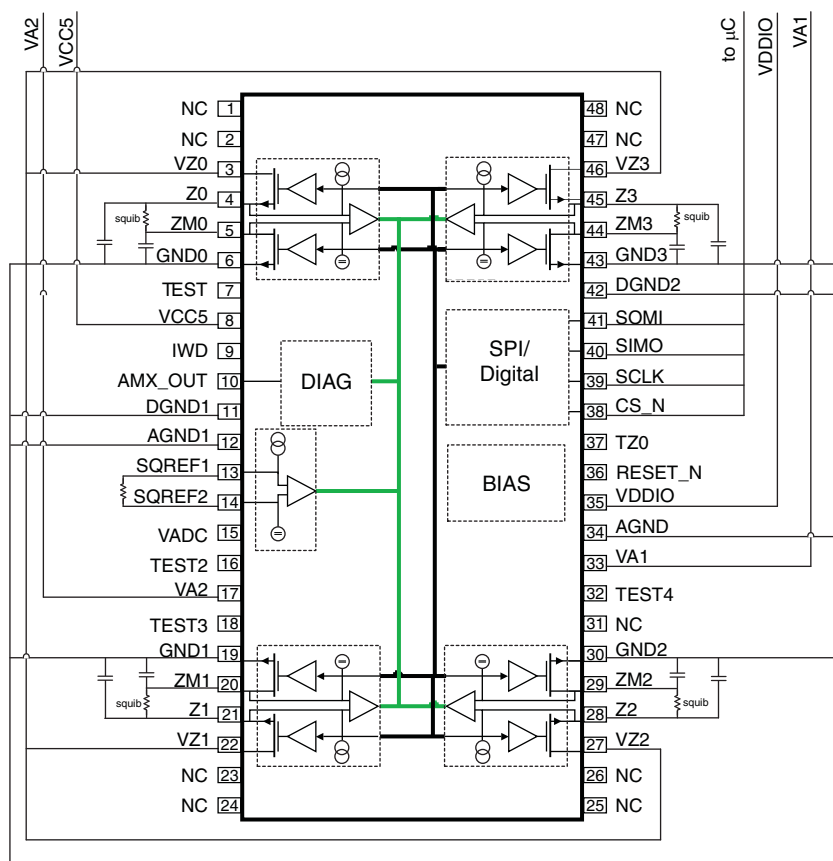 VA2
VCC5
to µC
VDDIO
VA1
NC 1
NC 2
VZ0 3
Z0 4
squib
ZM0 5
GND0 6
TEST 7
VCC5 8
IWD 9
AMX_OUT 10
DGND1 11
AGND1 12
SQREF1 13
SQREF2 14
VADC 15
TEST2 16
VA2 17
TEST3 18
GND1 19
ZM1 20
squib
Z1 21
VZ1 22
NC 23
NC 24
DIAG
SPI/
Digital
BIAS
48 NC
47 NC
46 VZ3
45 Z3
squib
44 ZM3
43 GND3
42 DGND2
41 SOMI
40 SIMO
39 SCLK
38 CS_N
37 TZ0
36 RESET_N
35 VDDIO
34 AGND
33 VA1
32 TEST4
31 NC
30 GND2
29 ZM2
squib
28 Z2
27 VZ2
26 NC
25 NC